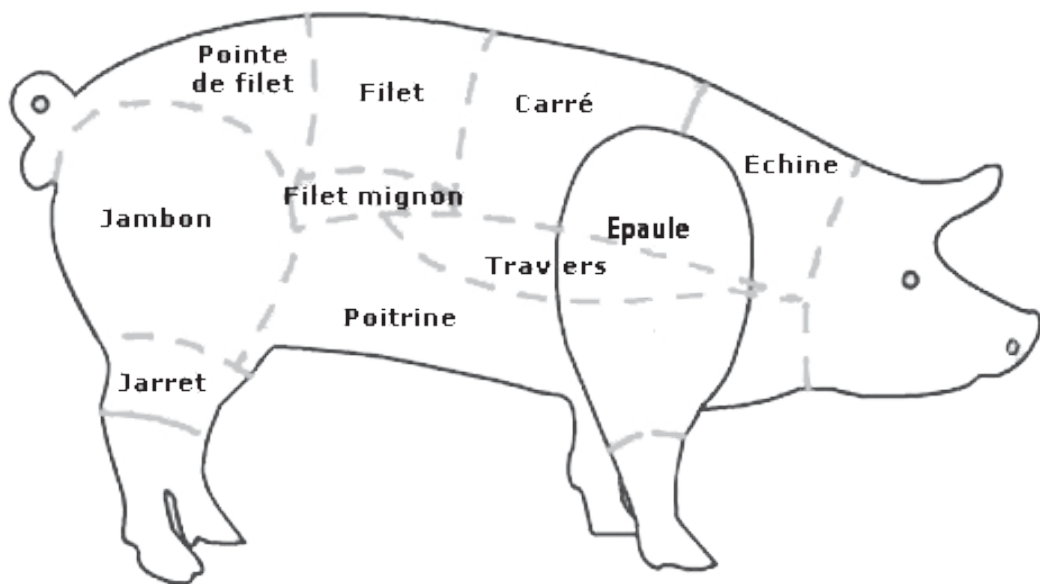 Pointe
de filet
Filet
Carré
Echine
Filet mignon
Jambon
Epaule
Travers
Poitrine
Jarret